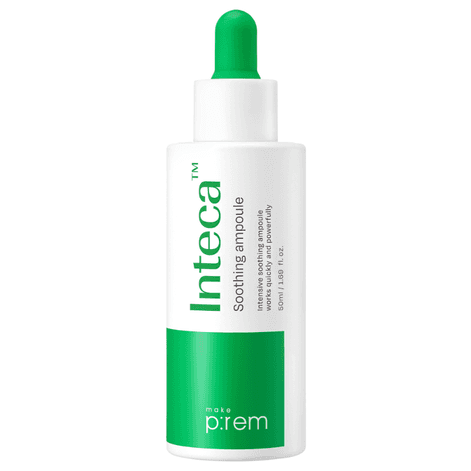 Inteca™
Soothing ampoule
Intensive soothing ampoule
works quickly and powerfully
50ml / 1.69 fl. oz.
make
p:rem